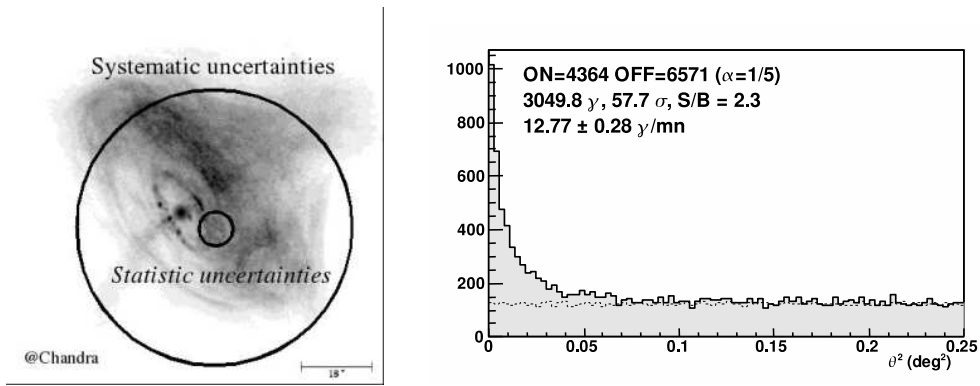 Systematic uncertainties
Statistic uncertainties
@Chandra
18"
ON=4364 OFF=6571 (α=1/5)
3049.8 γ, 57.7 σ, S/B = 2.3
12.77 ± 0.28 γ/mn
1000
800
600
400
200
0
0 0.05 0.1 0.15 0.2 0.25
θ² (deg²)